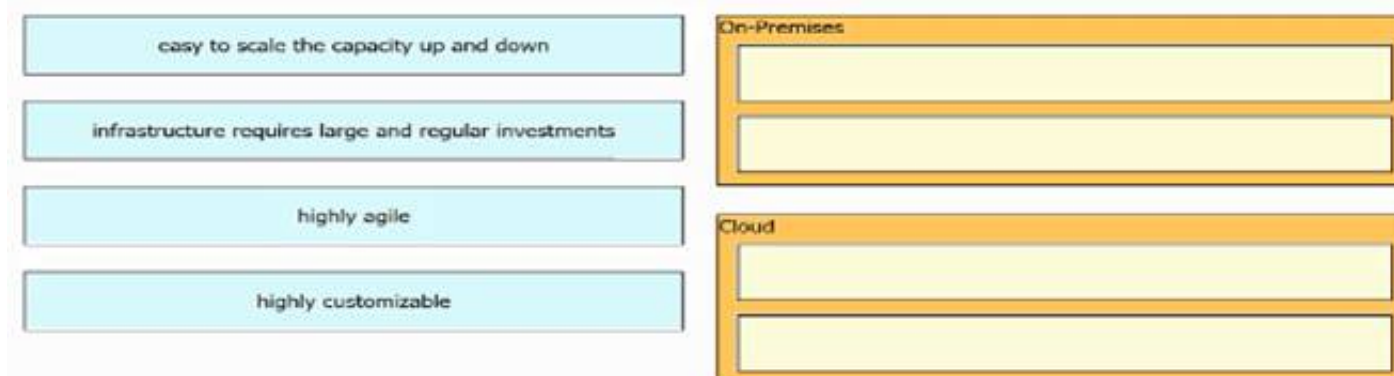 easy to scale the capacity up and down
infrastructure requires large and regular investments
highly agile
highly customizable
On-Premises
Cloud